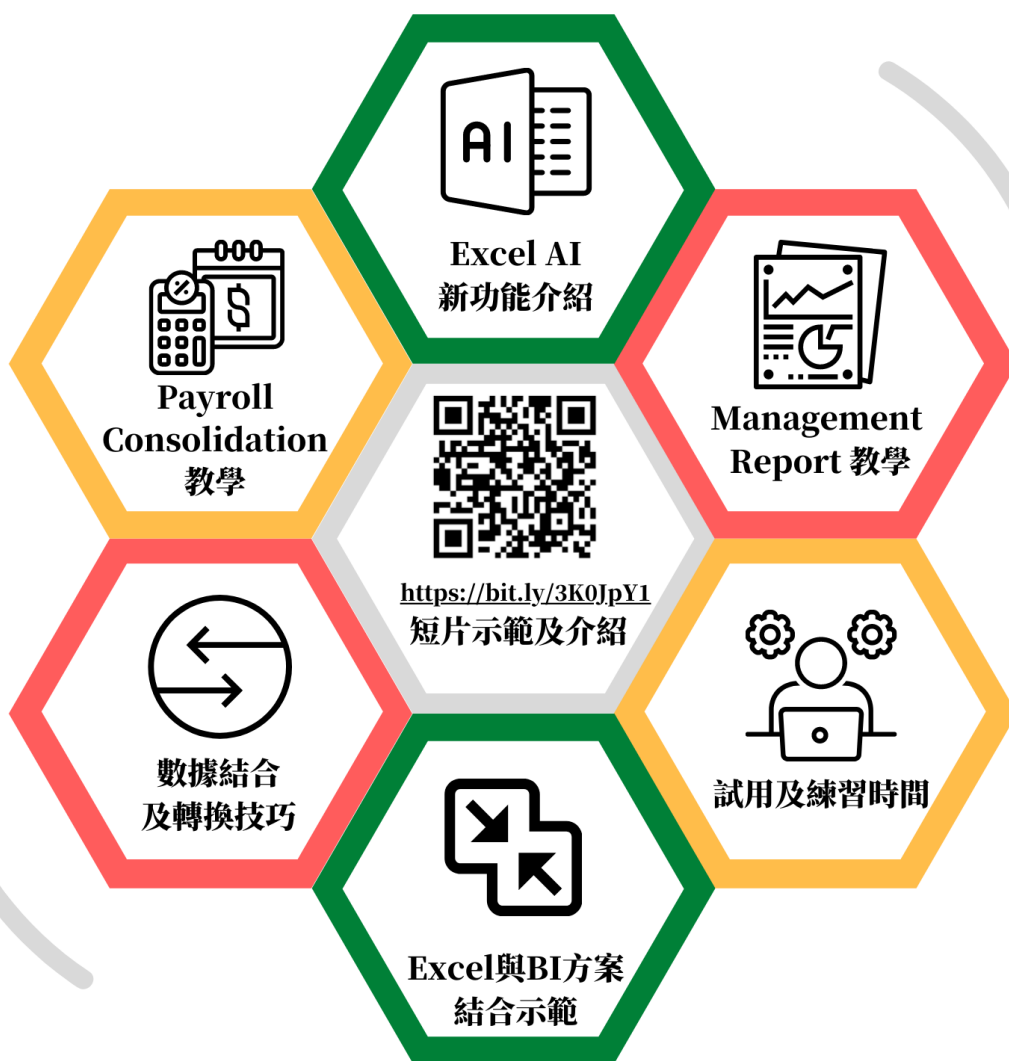 AI
Excel AI
新功能介紹
Payroll
Consolidation
教學
Management
Report 教學
https://bit.ly/3K0JpY1
短片示範及介紹
數據結合
及轉換技巧
試用及練習時間
Excel與BI方案
結合示範